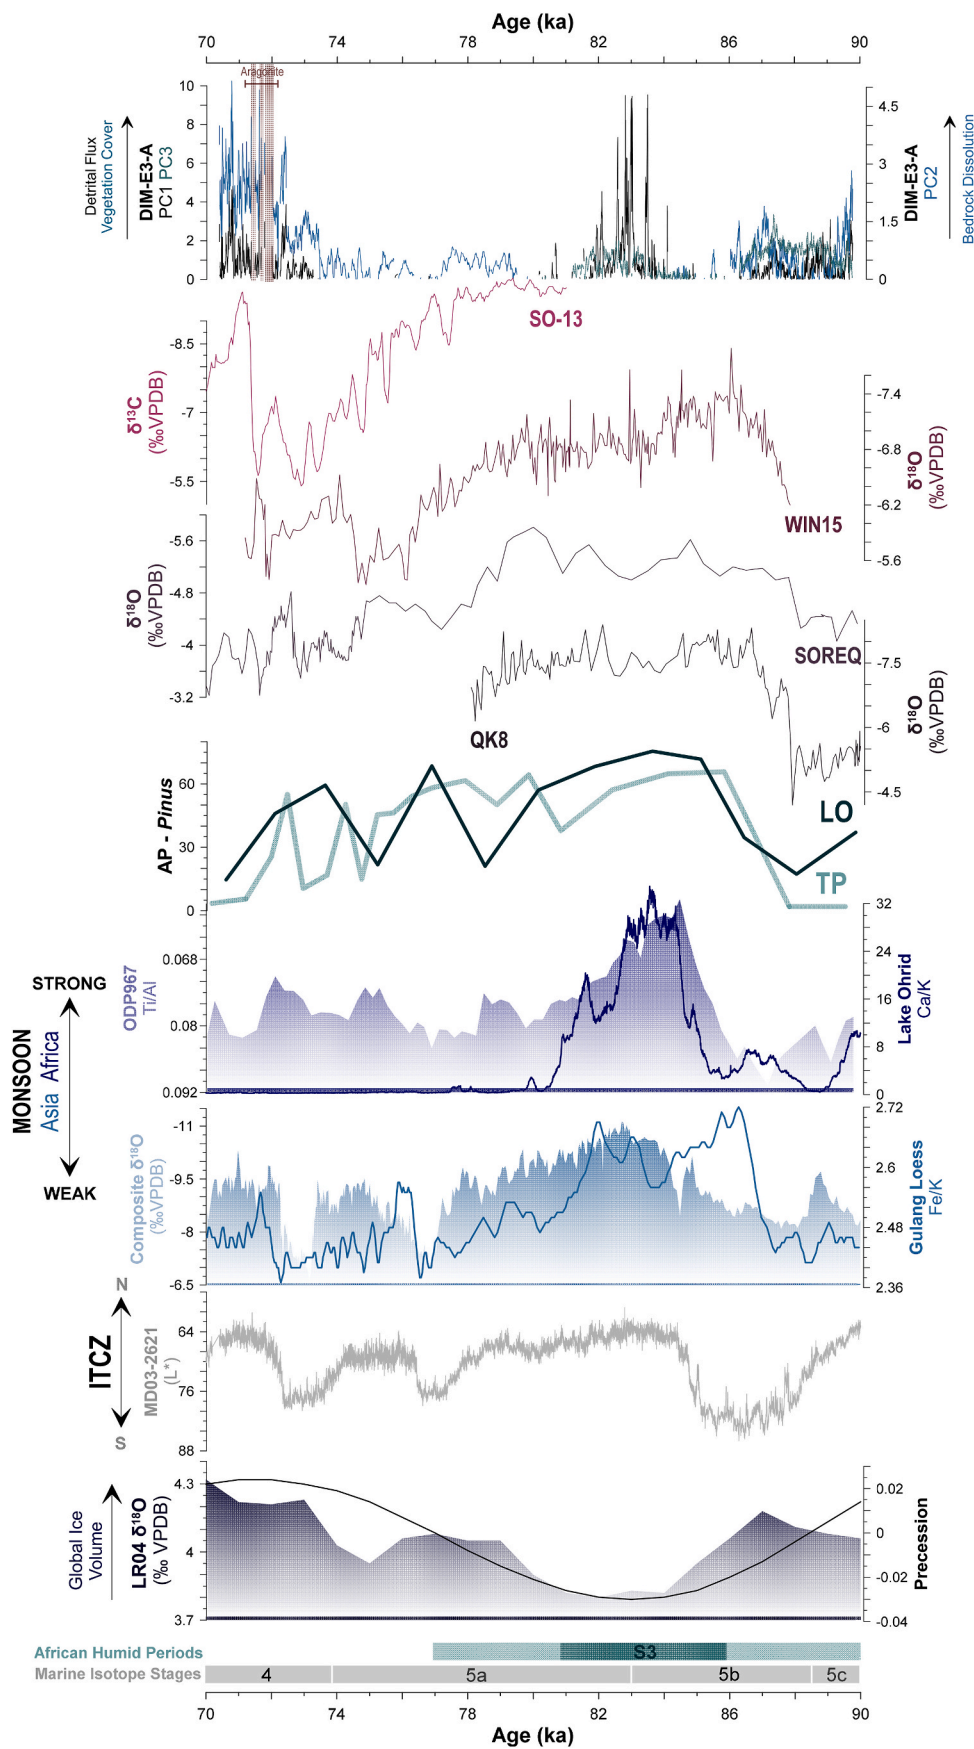 Age (ka)
70 74 78 82 86 90
Aragonite
10
8
6
4
2
0
Detrital Flux
Vegetation Cover
DIM-E3-A
PC1 PC3
4.5
3
1.5
0
DIM-E3-A
PC2
Bedrock Dissolution
SO-13
-8.5
-7
-5.5
δ13C
(‰VPDB)
-7.4
-6.8
-6.2
-5.6
δ18O
(‰VPDB)
WIN15
-5.6
-4.8
-4
-3.2
δ18O
(‰VPDB)
SOREQ
-7.5
-6
-4.5
δ18O
(‰VPDB)
QK8
60
30
0
AP - Pinus
LO
TP
0.068
0.08
0.092
ODP967
Ti/Al
32
24
16
8
0
Lake Ohrid
Ca/K
STRONG
MONSOON
Asia Africa
WEAK
-11
-9.5
-8
-6.5
Composite δ18O
(‰VPDB)
2.72
2.6
2.48
2.36
Gulang Loess
Fe/K
N
ITCZ
S
64
76
88
MD03-2621
(L*)
4.3
4
3.7
Global Ice
Volume
LR04 δ18O
(‰ VPDB)
0.02
0
-0.02
-0.04
Precession
African Humid Periods S3
Marine Isotope Stages 4 5a 5b 5c
70 74 78 82 86 90
Age (ka)